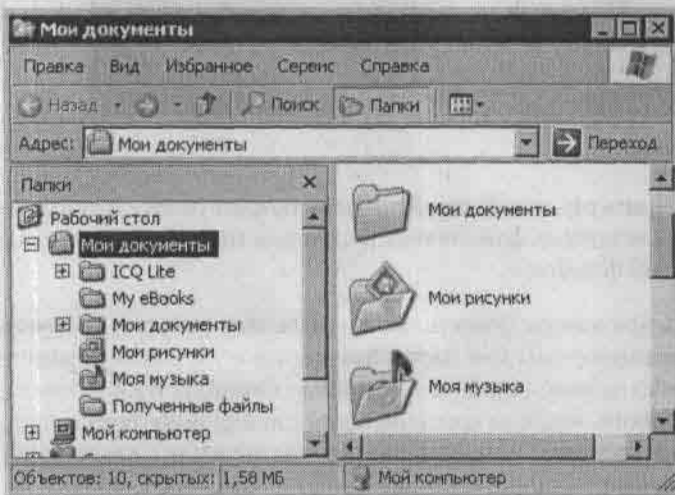 Мои документы
Правка Вид Избранное Сервис Справка
Назад Поиск Папки
Адрес: Мои документы Переход
Папки
Рабочий стол
Мои документы
ICQ Lite
My eBooks
Мои документы
Мои рисунки
Моя музыка
Полученные файлы
Мой компьютер
Мои документы
Мои рисунки
Моя музыка
Объектов: 10, скрытых: 1,58 МБ Мой компьютер